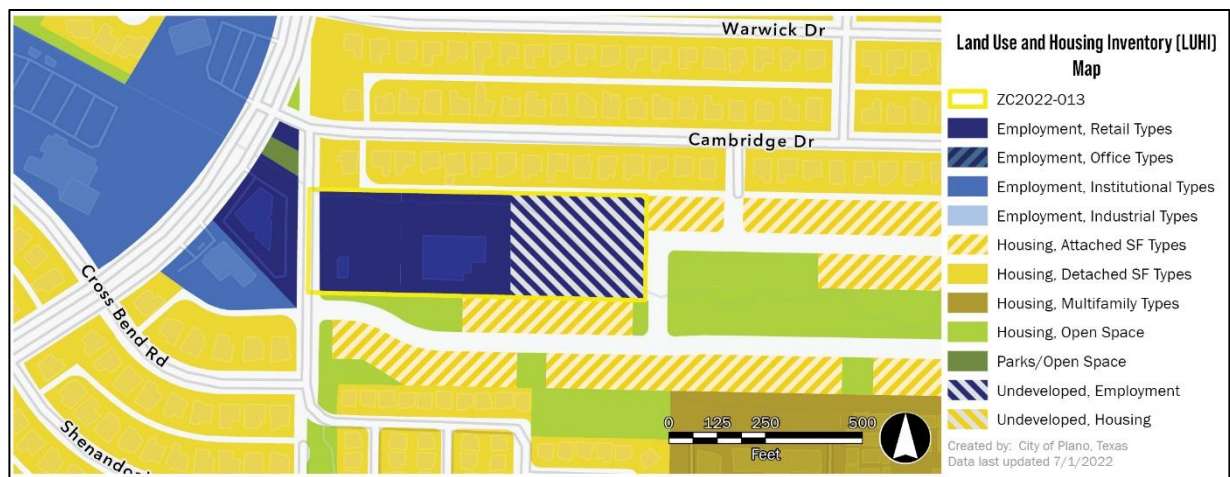 Warwick Dr
Cambridge Dr
Cross Bend Rd
0 125 250 500
Feet
Land Use and Housing Inventory (LUHI)
Map
ZC2022-013
Employment, Retail Types
Employment, Office Types
Employment, Institutional Types
Employment, Industrial Types
Housing, Attached SF Types
Housing, Detached SF Types
Housing, Multifamily Types
Housing, Open Space
Parks/Open Space
Undeveloped, Employment
Undeveloped, Housing
Created by: City of Plano, Texas
Data last updated 7/1/2022